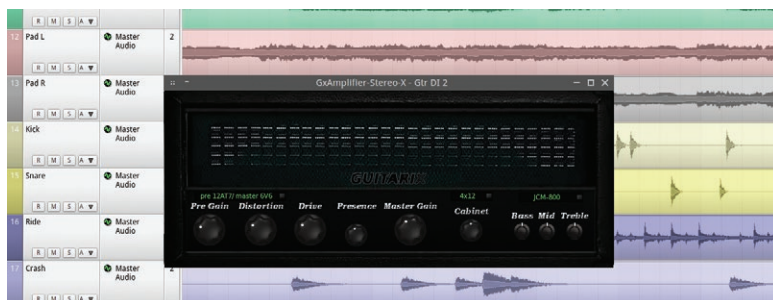 R M S A
12 Pad L Master Audio 2
R M S A
13 Pad R Master Audio
GxAmplifier-Stereo-X - Gtr DI 2
R M S A
14 Kick Master Audio
R M S A
GUITARIX
15 Snare Master Audio
pre 12AT7/ master 6V6 4x12 JCM-800
Pre Gain Distortion Drive Presence Master Gain Cabinet Bass Mid Treble
R M S A
16 Ride Master Audio
R M S A
17 Crash Master Audio 2
R M S A